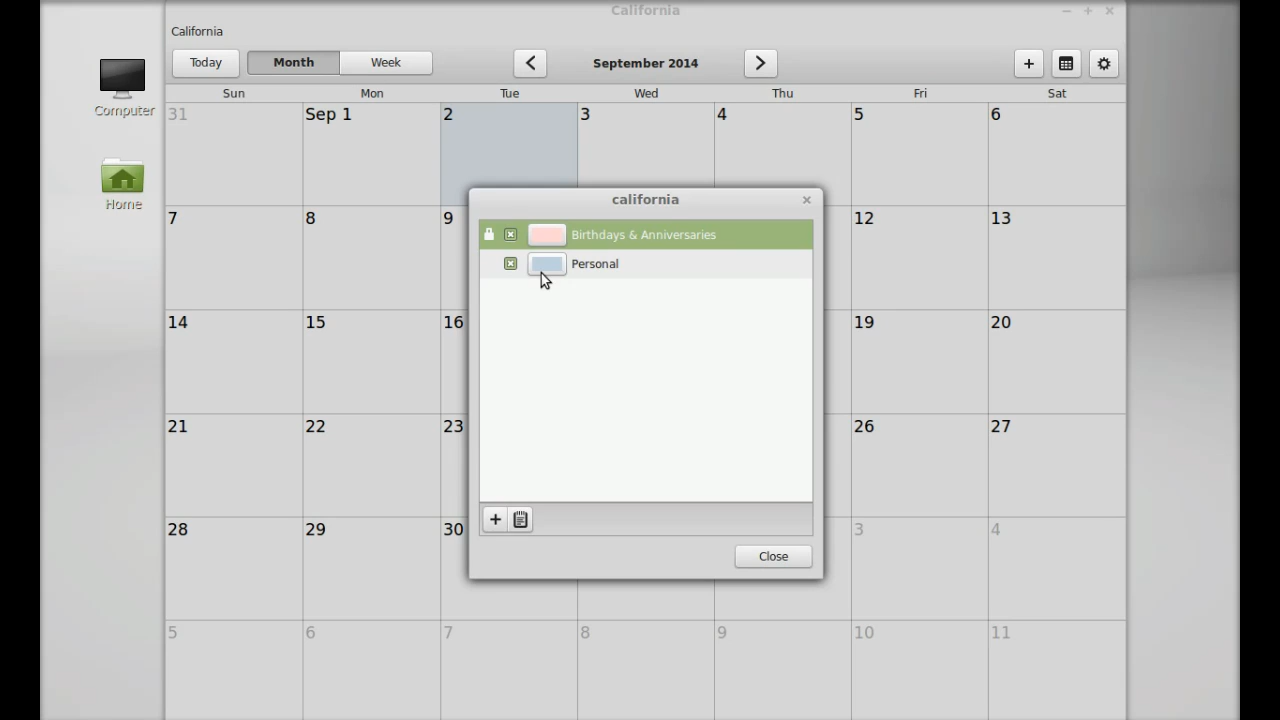 California
California
Today Month Week September 2014
Sun Mon Tue Wed Thu Fri Sat
31 Sep 1 2 3 4 5 6
california
Birthdays & Anniversaries
Personal
7 8 9 12 13
14 15 16 19 20
21 22 23 26 27
28 29 30 3 4
Close
5 6 7 8 9 10 11
Computer
Home